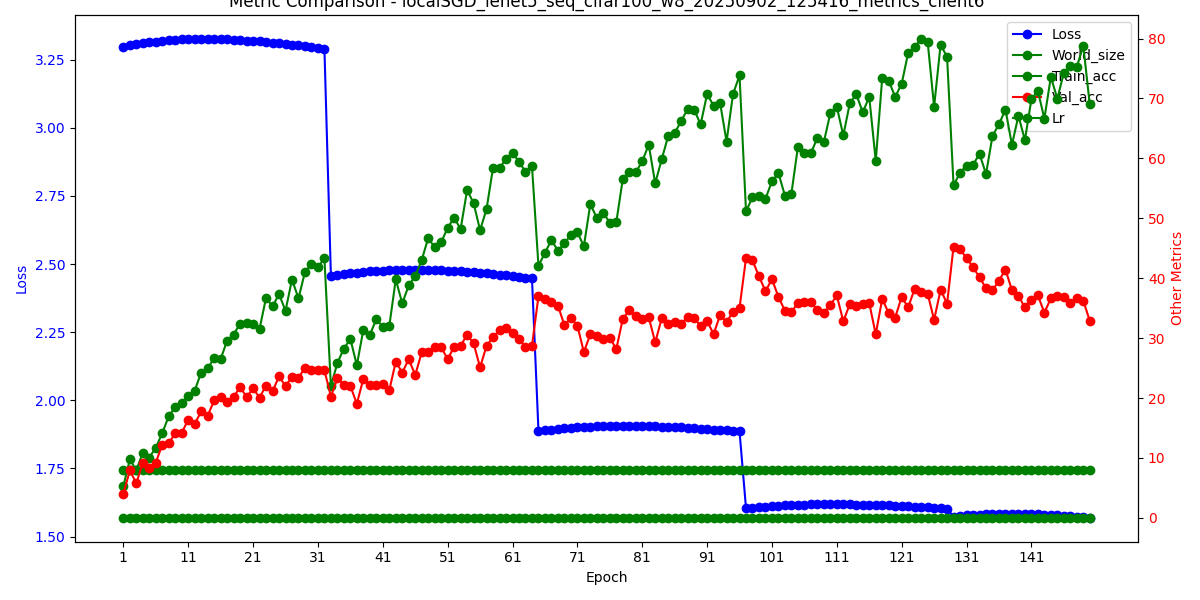 Metric Comparison - localSGD_lenet5_seq_cifar100_w8_20250902_125416_metrics_client6
Loss
World_size
Train_acc
Val_acc
Lr
3.25
3.00
2.75
2.50
2.25
2.00
1.75
1.50
Loss
80
70
60
50
40
30
20
10
0
Other Metrics
1 11 21 31 41 51 61 71 81 91 101 111 121 131 141
Epoch